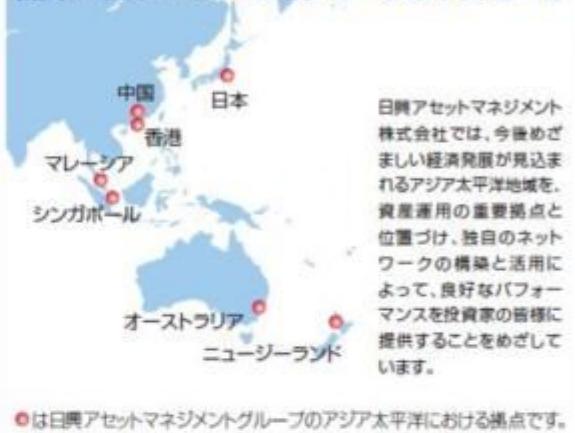 中国
日本
香港
マレーシア
シンガポール
オーストラリア
ニュージーランド
日興アセットマネジメント
株式会社では、今後めざ
ましい経済発展が見込ま
れるアジア太平洋地域を、
資産運用の重要拠点と
位置づけ、独自のネット
ワークの構築と活用に
よって、良好なパフォー
マンスを投資家の皆様に
提供することをめざして
います。
は日興アセットマネジメントグループのアジア太平洋における拠点です。